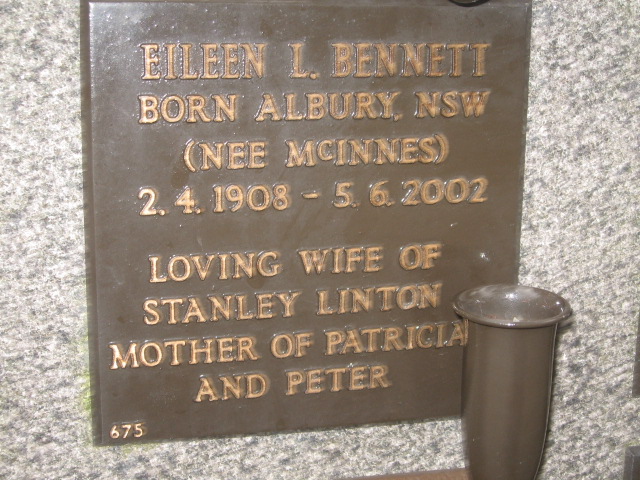 EILEEN L. BENNETT
BORN ALBURY, NSW
(NEE McINNES)
2. 4. 1908 - 5. 6. 2002
LOVING WIFE OF
STANLEY LINTON
MOTHER OF PATRICIA
AND PETER
675